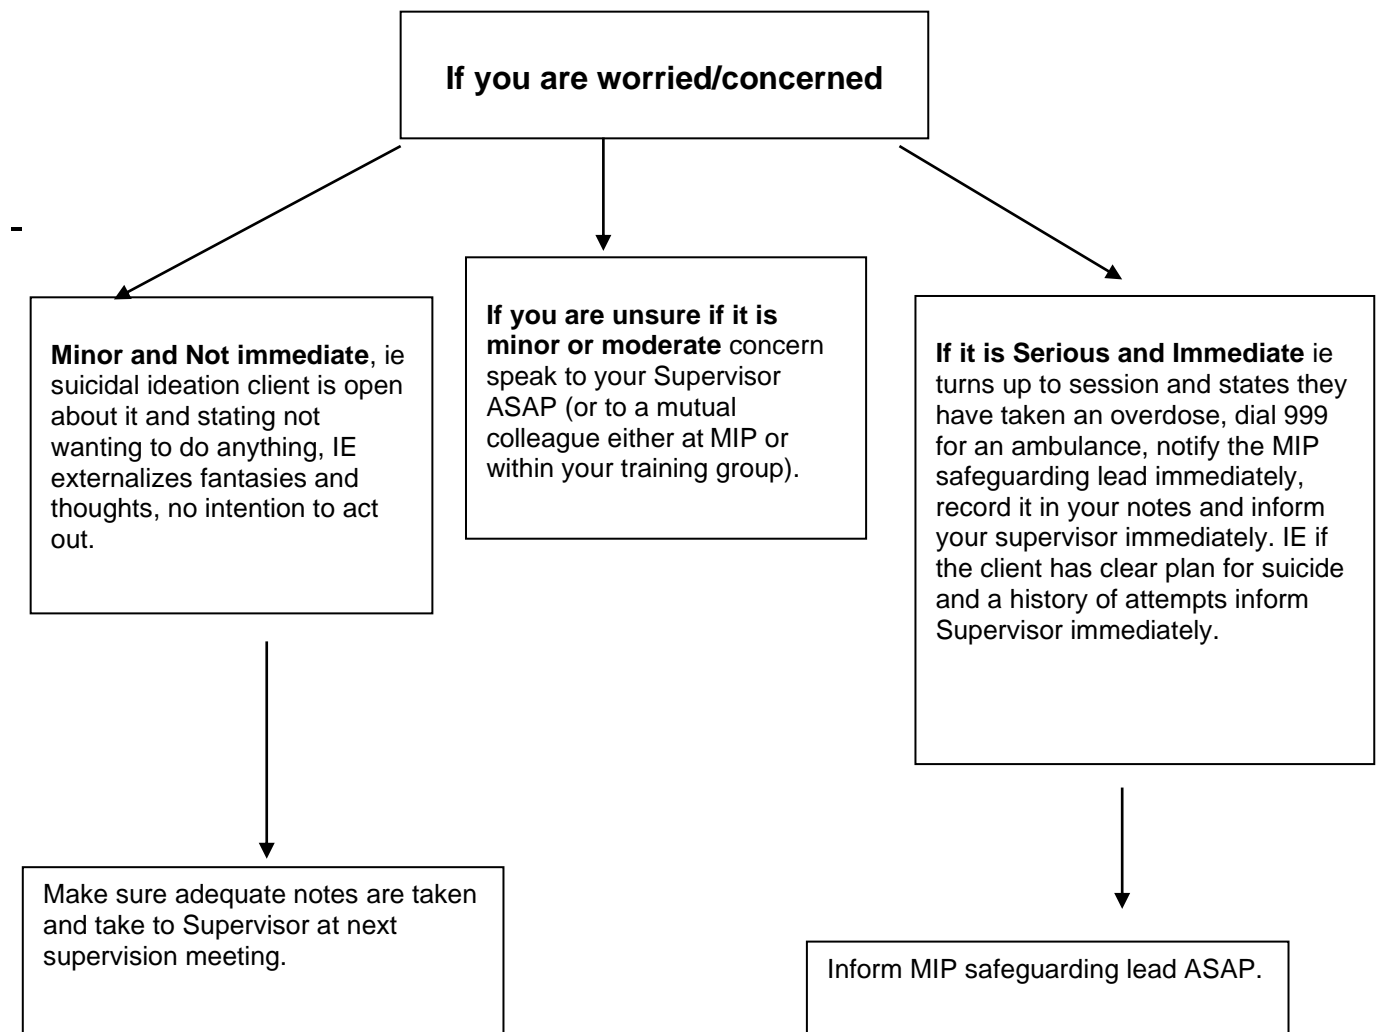 If you are worried/concerned
-
Minor and Not immediate, ie
suicidal ideation client is open
about it and stating not
wanting to do anything, IE
externalizes fantasies and
thoughts, no intention to act
out.
If you are unsure if it is
minor or moderate concern
speak to your Supervisor
ASAP (or to a mutual
colleague either at MIP or
within your training group).
If it is Serious and Immediate ie
turns up to session and states they
have taken an overdose, dial 999
for an ambulance, notify the MIP
safeguarding lead immediately,
record it in your notes and inform
your supervisor immediately. IE if
the client has clear plan for suicide
and a history of attempts inform
Supervisor immediately.
Make sure adequate notes are taken
and take to Supervisor at next
supervision meeting.
Inform MIP safeguarding lead ASAP.